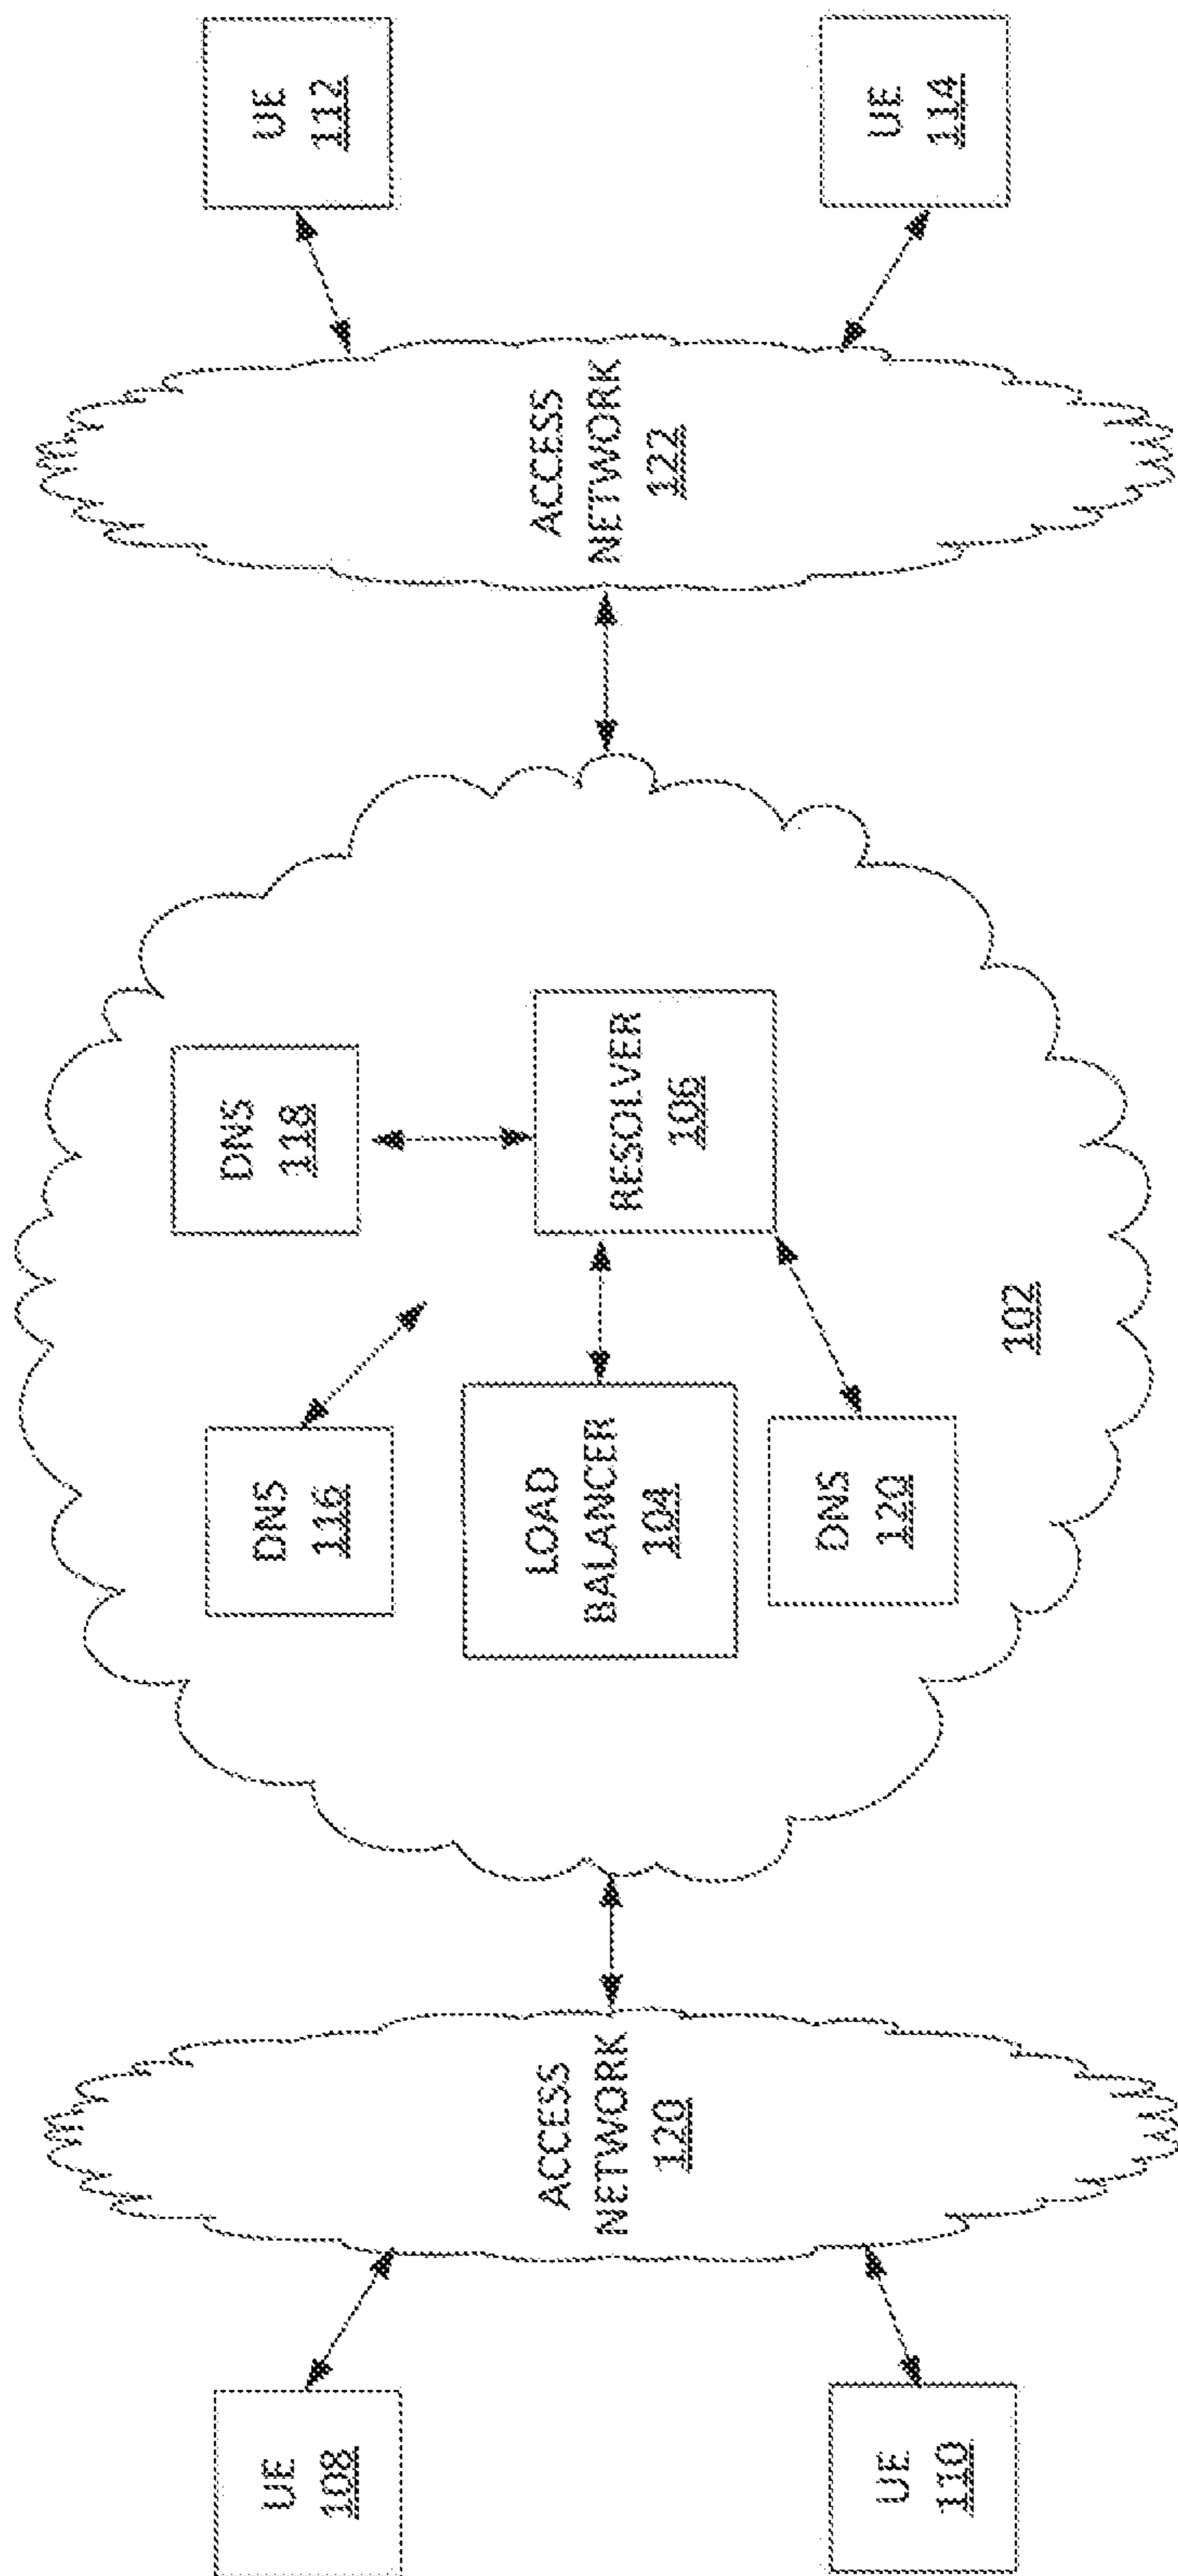 UE
108
UE
110
ACCESS
NETWORK
120
DNS
116
LOAD
BALANCER
104
DNS
120
DNS
118
RESOLVER
106
102
ACCESS
NETWORK
122
UE
112
UE
114